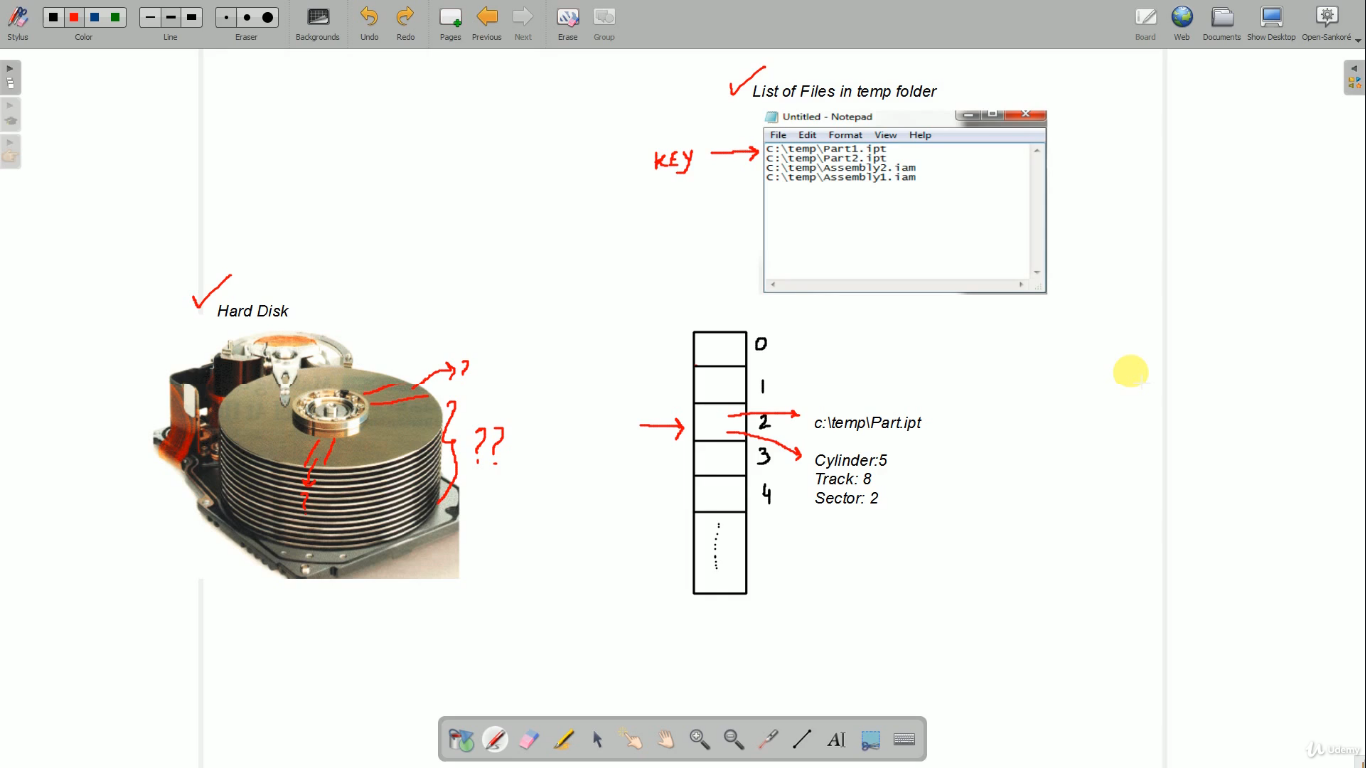 Stylus
Color
Line
Eraser
Backgrounds
Undo
Redo
Pages
Previous
Next
Erase
Group
Board
Web
Documents
Show Desktop
Open-Sankoré
List of Files in temp folder
Untitled - Notepad
File Edit Format View Help
C:\temp\Part1.ipt
C:\temp\Part2.ipt
C:\temp\Assembly2.iam
C:\temp\Assembly1.iam
KEY
Hard Disk
?
?
??
0
1
2
3
4
c:\temp\Part.ipt
Cylinder:5
Track: 8
Sector: 2
AI
Udemy